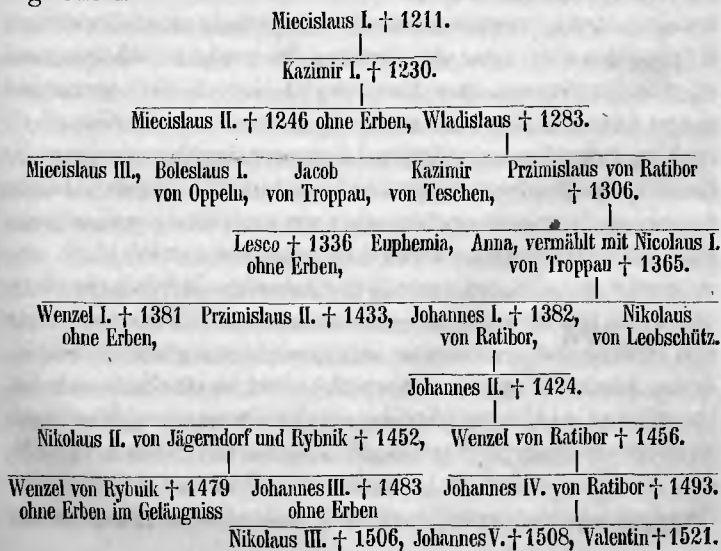 Miecislaus I. † 1211.
Kazimir I. † 1230.
Miecislaus II. † 1246 ohne Erben, Wladislaus † 1283.
Miecislaus III., Boleslaus I. Jacob Kazimir Przimislaus von Ratibor
von Oppeln, von Troppau, von Teschen, † 1306.
Lesco † 1336 Euphemia, Anna, vermählt mit Nicolaus I.
ohne Erben, von Troppau † 1365.
Wenzel I. † 1381 Przimislaus II. † 1433, Johannes I. † 1382, Nikolaus
ohne Erben, von Ratibor, von Leobschütz.
Johannes II. † 1424.
Nikolaus II. von Jägerndorf und Rybnik † 1452, Wenzel von Ratibor † 1456.
Wenzel von Rybnik † 1479 Johannes III. † 1483 Johannes IV. von Ratibor † 1493.
ohne Erben im Gefängniss ohne Erben
Nikolaus III. † 1506, Johannes V. † 1508, Valentin † 1521.